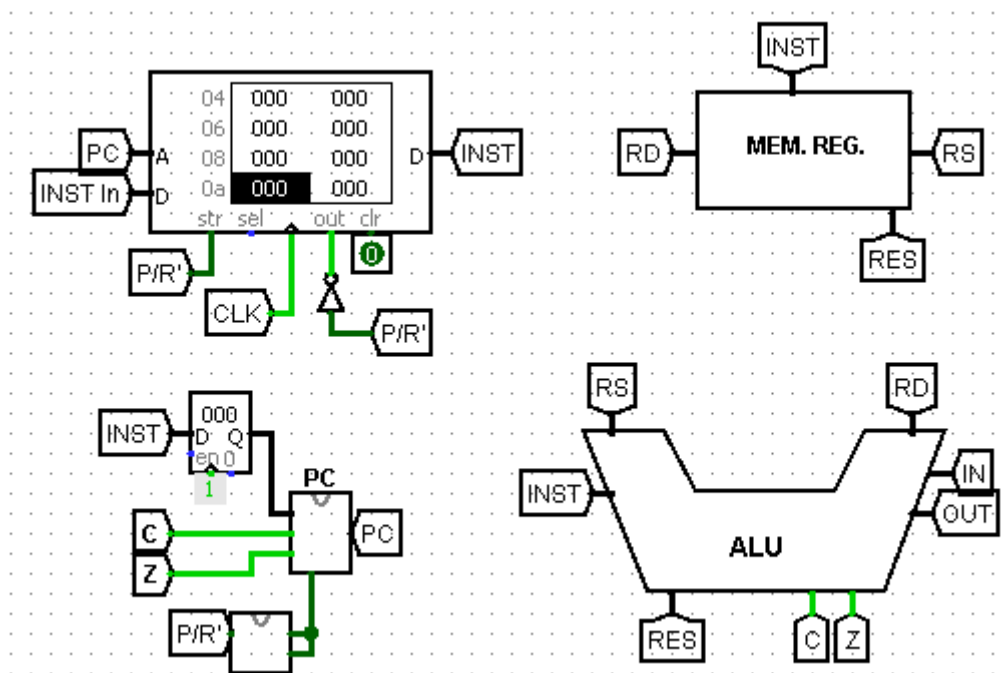 INST
04 000 000
06 000 000
08 000 000
0a 000 000
PC A
INST In D
D INST
str sel out clr
0
P/R'
CLK
P/R'
MEM. REG.
RD
RS
RES
000
INST D Q
en 0
1
PC
C
Z
PC
P/R'
RS
RD
INST
IN
OUT
ALU
RES
C
Z